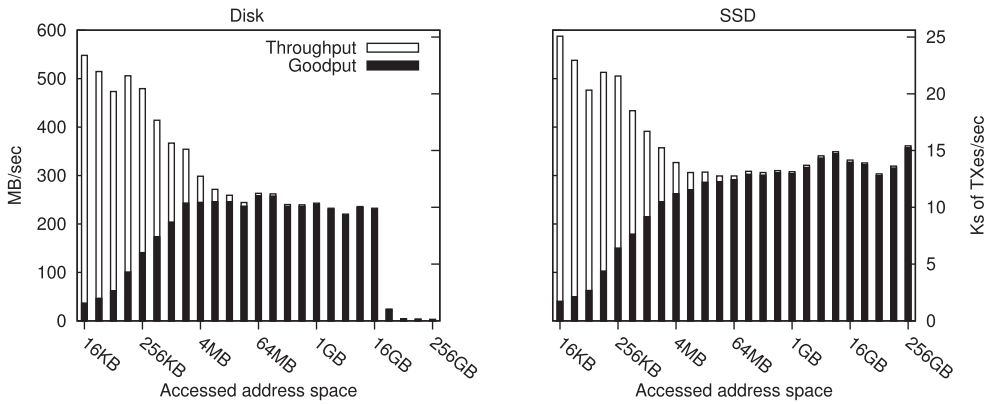 Disk
600
500
400
300
200
100
0
MB/sec
Throughput
Goodput
16KB
256KB
4MB
64MB
1GB
16GB
256GB
Accessed address space
SSD
25
20
15
10
5
0
Ks of TXes/sec
16KB
256KB
4MB
64MB
1GB
16GB
256GB
Accessed address space